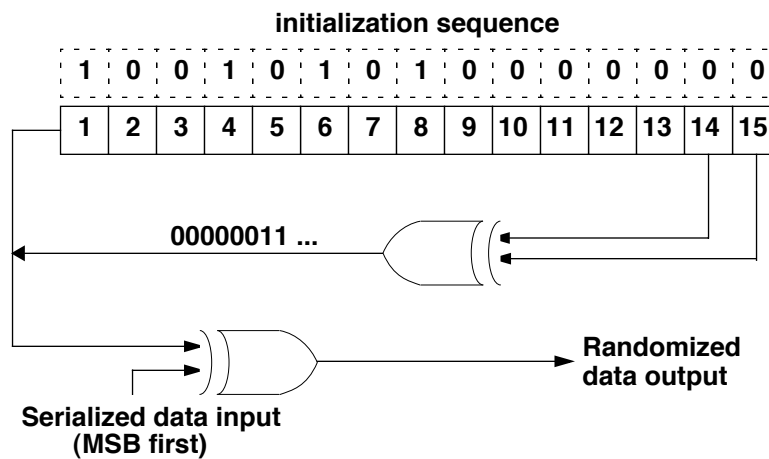 initialization sequence
1 0 0 1 0 1 0 1 0 0 0 0 0 0 0
1 2 3 4 5 6 7 8 9 10 11 12 13 14 15
00000011 ...
Randomized
data output
Serialized data input
(MSB first)